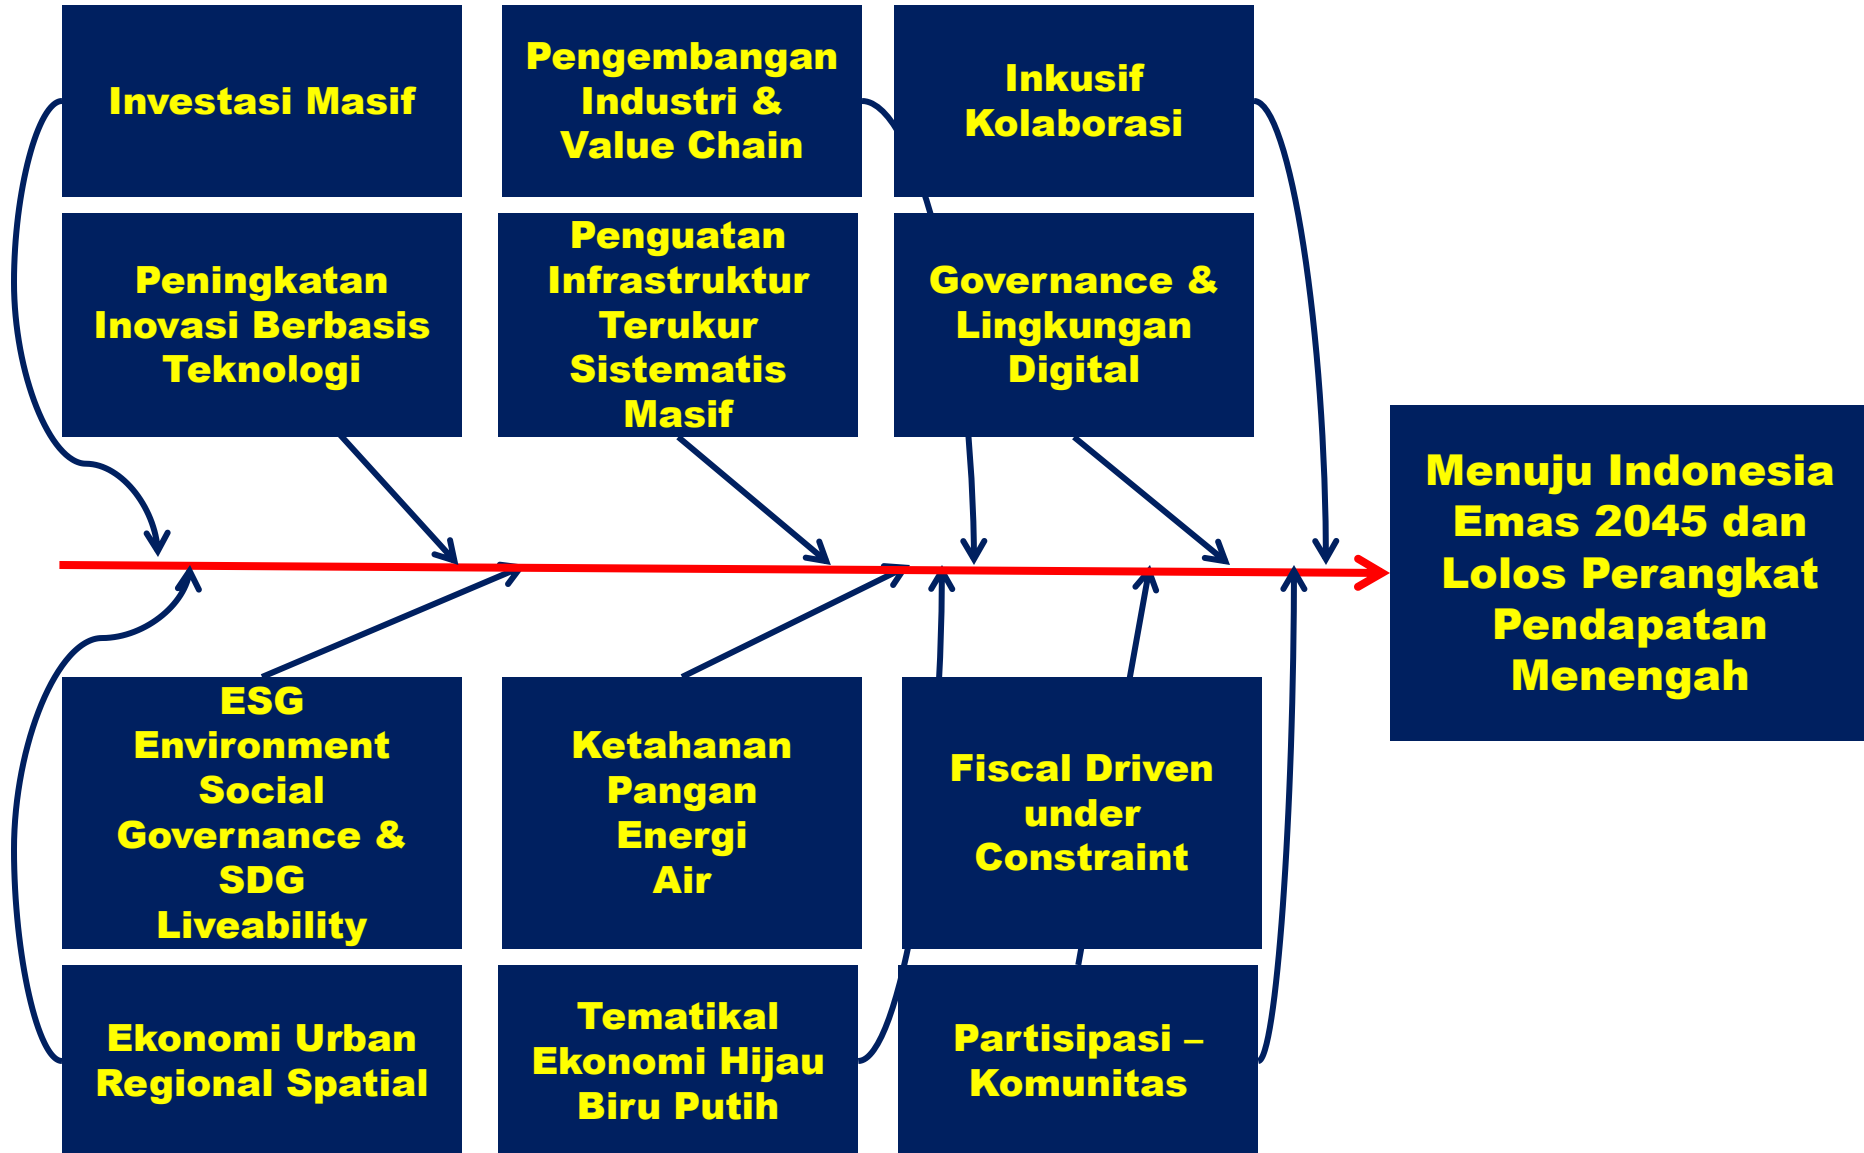 Investasi Masif
Pengembangan
Industri &
Value Chain
Inkusif
Kolaborasi
Peningkatan
Inovasi Berbasis
Teknologi
Penguatan
Infrastruktur
Terukur
Sistematis
Masif
Governance &
Lingkungan
Digital
Menuju Indonesia
Emas 2045 dan
Lolos Perangkat
Pendapatan
Menengah
ESG
Environment
Social
Governance &
SDG
Liveability
Ketahanan
Pangan
Energi
Air
Fiscal Driven
under
Constraint
Ekonomi Urban
Regional Spatial
Tematikal
Ekonomi Hijau
Biru Putih
Partisipasi –
Komunitas